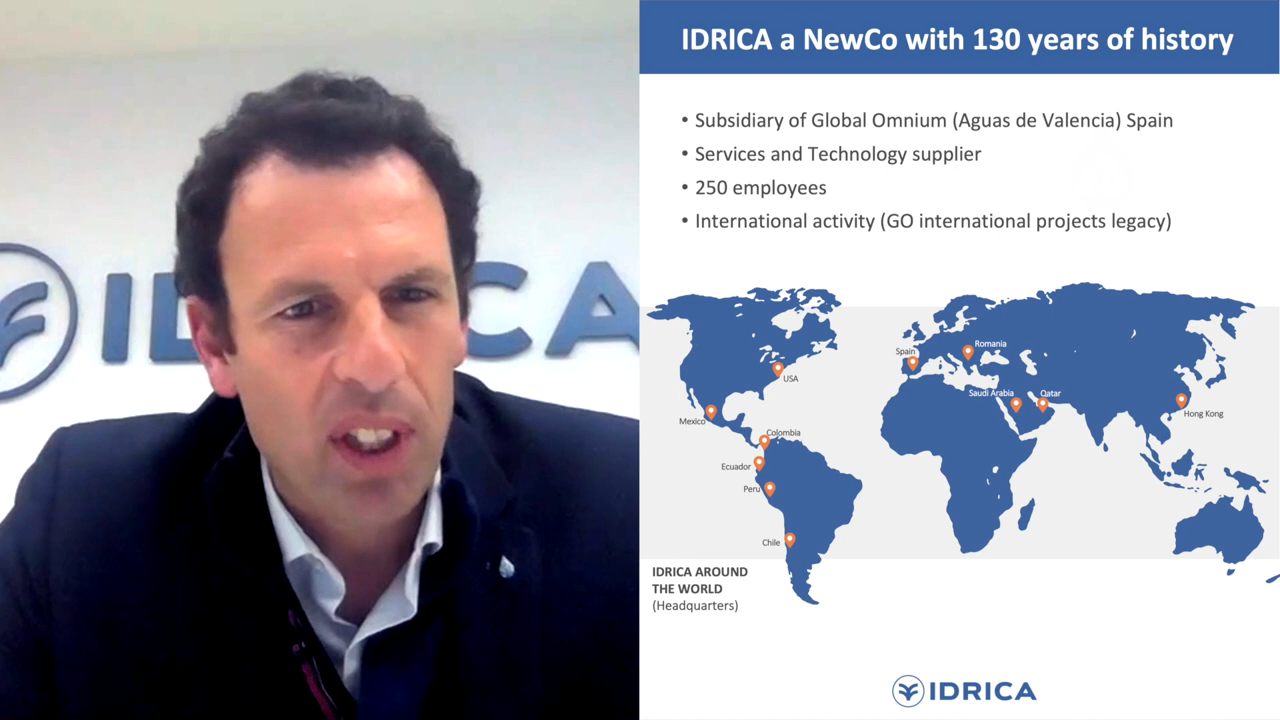 IDRICA
IDRICA a NewCo with 130 years of history
• Subsidiary of Global Omnium (Aguas de Valencia) Spain
• Services and Technology supplier
• 250 employees
• International activity (GO international projects legacy)
Spain
Romania
USA
Saudi Arabia
Qatar
Mexico
Hong Kong
Colombia
Ecuador
Peru
Chile
IDRICA AROUND
THE WORLD
(Headquarters)
IDRICA